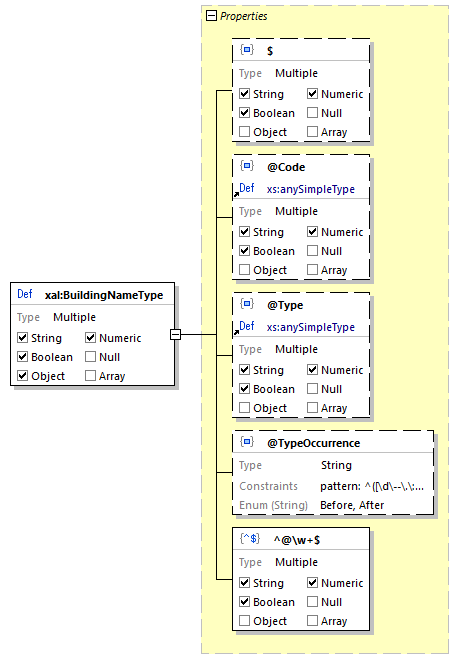 Properties
{} $
Type Multiple
String Numeric
Boolean Null
Object Array
{} @Code
Def xs:anySimpleType
Type Multiple
String Numeric
Boolean Null
Object Array
Def xal:BuildingNameType
Type Multiple
String Numeric
Boolean Null
Object Array
{} @Type
Def xs:anySimpleType
Type Multiple
String Numeric
Boolean Null
Object Array
{} @TypeOccurrence
Type String
Constraints pattern: ^([\d\--\.\;...
Enum (String) Before, After
{^$} ^@\w+$
Type Multiple
String Numeric
Boolean Null
Object Array